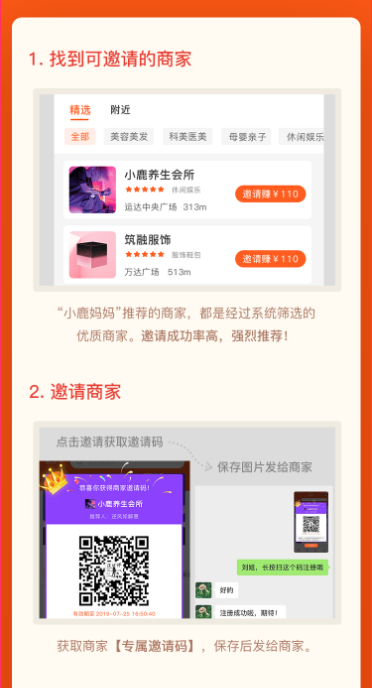 1. 找到可邀请的商家
精选 附近
全部 美容美发 科美医美 母婴亲子 休闲娱乐
小鹿养生会所
休闲娱乐
邀请赚￥110
运达中央广场 313m
筑融服饰
服饰鞋包
邀请赚￥110
万达广场 513m
“小鹿妈妈”推荐的商家，都是经过系统筛选的
优质商家。邀请成功率高，强烈推荐！
2. 邀请商家
点击邀请获取邀请码
保存图片发给商家
恭喜你获得商家邀请码！
小鹿养生会所
有效期至 2019-07-25 16:59:40
刘姐，长按扫这个码注册哦
好的
注册成功啦，期待！
获取商家【专属邀请码】，保存后发给商家。